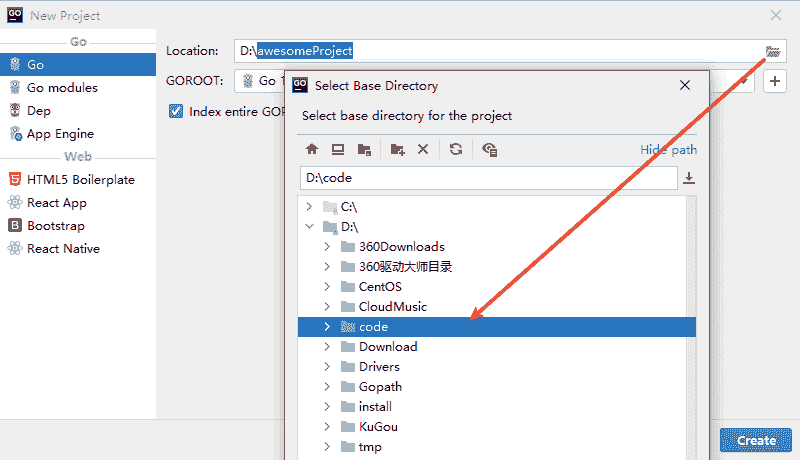 New Project
Go
Go
Go modules
Dep
App Engine
Web
HTML5 Boilerplate
React App
Bootstrap
React Native
Location: D:\awesomeProject
GOROOT: Go 1
Index entire GOP
GO
Select Base Directory
Select base directory for the project
Hide path
D:\code
C:\
D:\
360Downloads
360驱动大师目录
CentOS
CloudMusic
code
Download
Drivers
Gopath
install
KuGou
tmp
Create